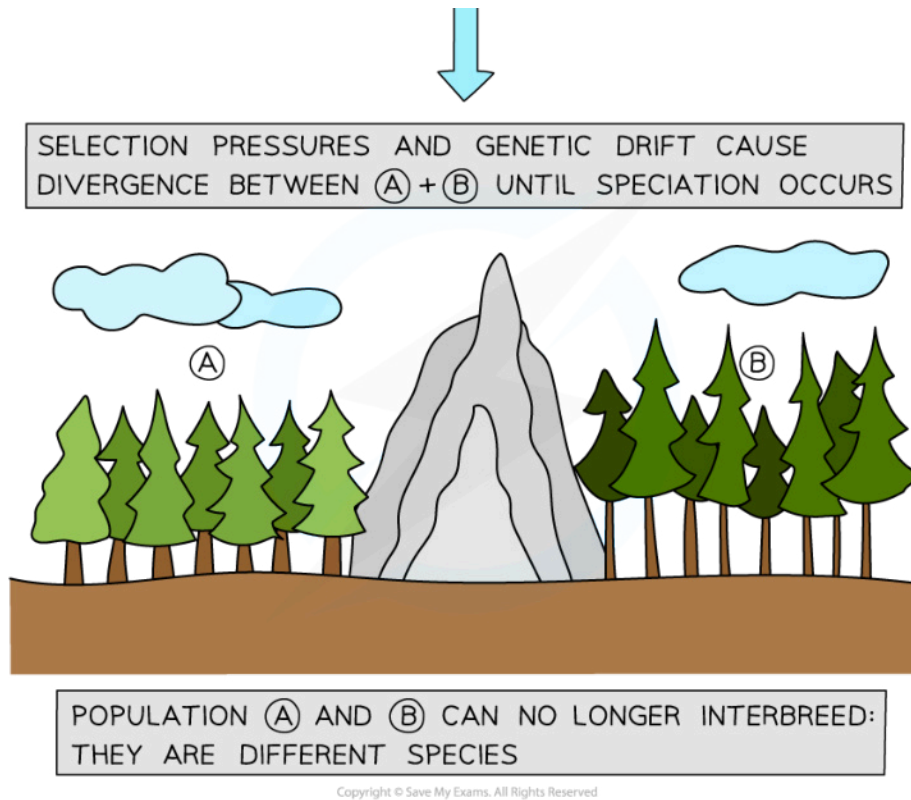 SELECTION PRESSURES AND GENETIC DRIFT CAUSE
DIVERGENCE BETWEEN Ⓐ + Ⓑ UNTIL SPECIATION OCCURS
Ⓐ
Ⓑ
POPULATION Ⓐ AND Ⓑ CAN NO LONGER INTERBREED:
THEY ARE DIFFERENT SPECIES
Copyright © Save My Exams. All Rights Reserved